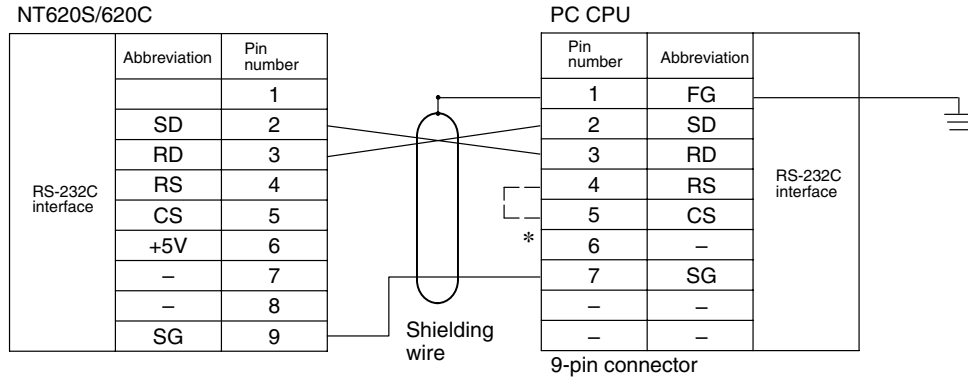 NT620S/620C
PC CPU
Abbreviation Pin number
1
SD 2
RD 3
RS 4
CS 5
+5V 6
– 7
– 8
SG 9
RS-232C interface
Shielding wire
Pin number Abbreviation
1 FG
2 SD
3 RD
4 RS
5 CS
* 6 –
7 SG
– –
– –
RS-232C interface
9-pin connector